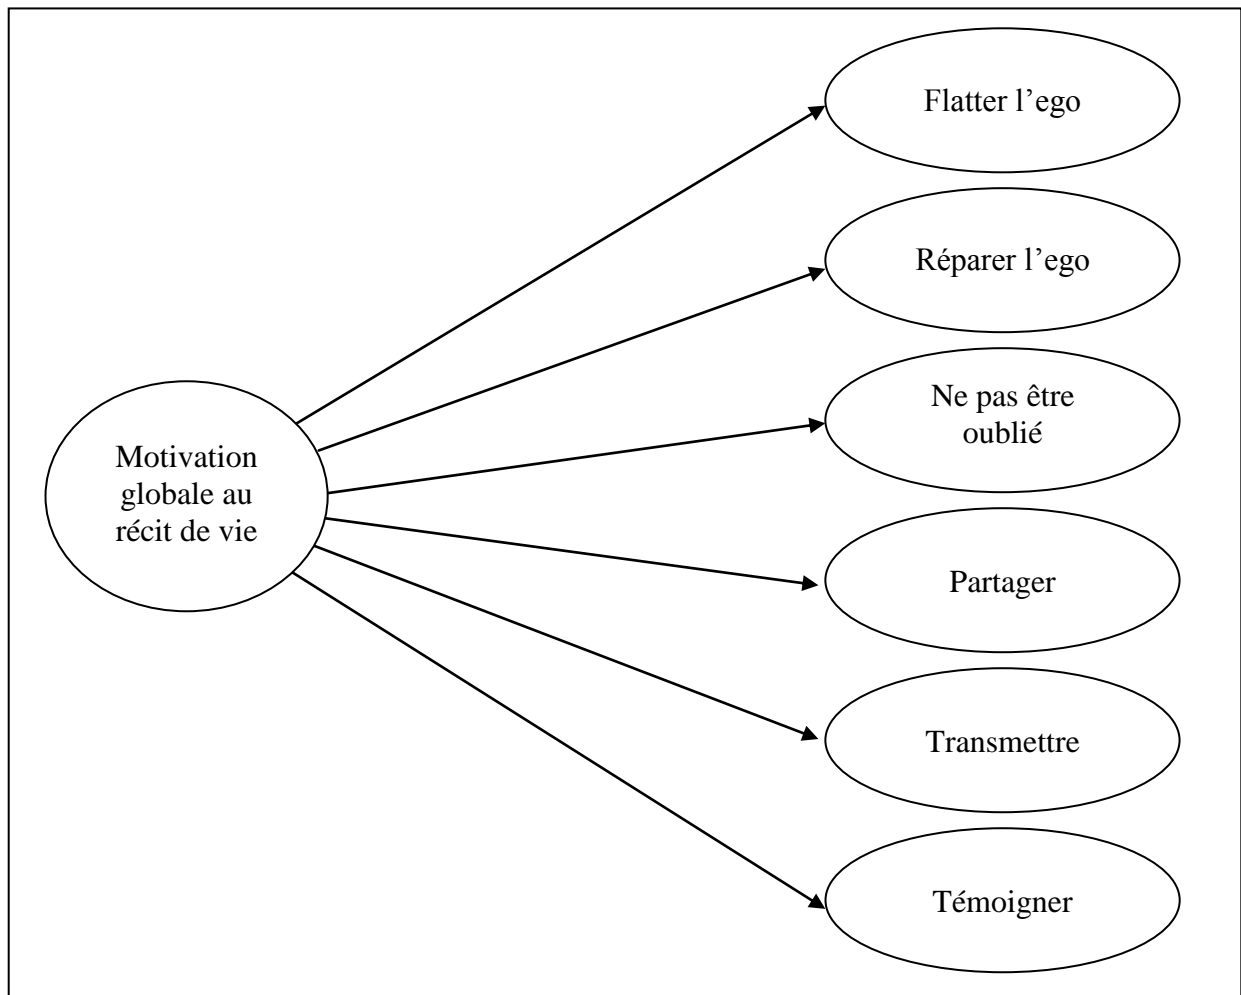 Flatter l’ego
Réparer l’ego
Ne pas être
oublié
Motivation
globale au
récit de vie
Partager
Transmettre
Témoigner